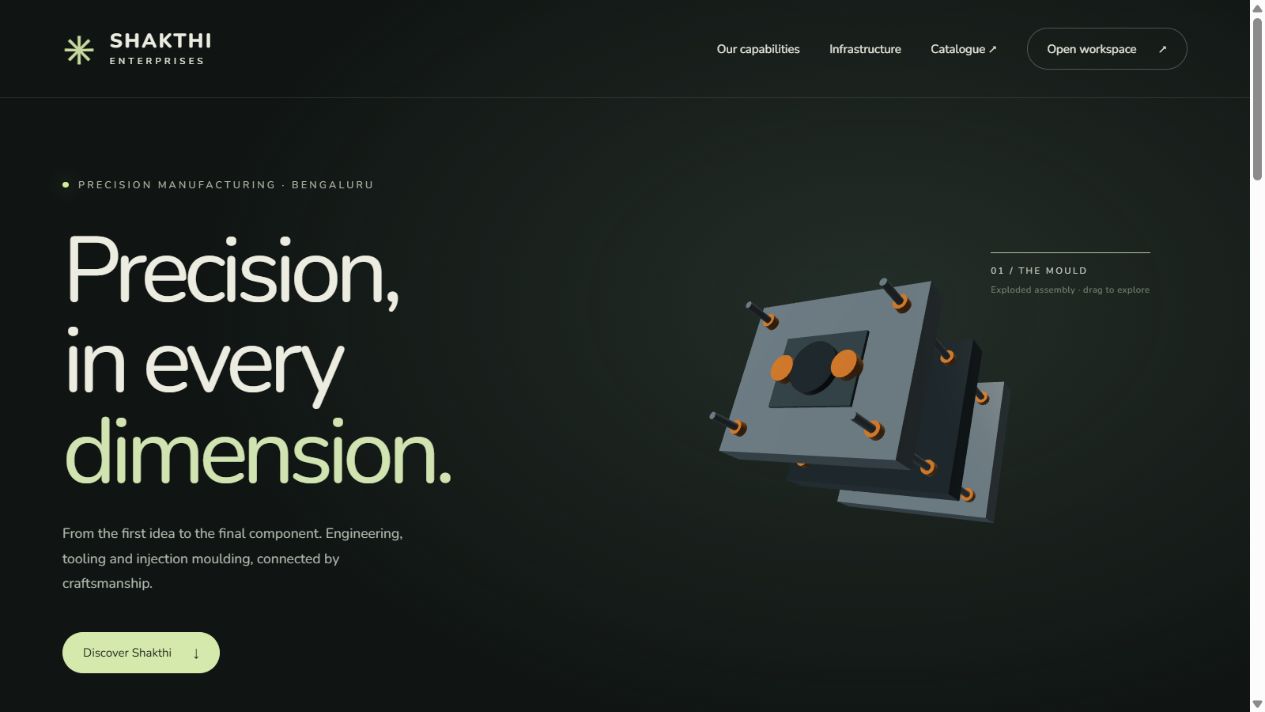 SHAKTHI
ENTERPRISES
Our capabilities
Infrastructure
Catalogue ↗
Open workspace ↗
PRECISION MANUFACTURING · BENGALURU
Precision,
in every
dimension.
01 / THE MOULD
Exploded assembly · drag to explore
From the first idea to the final component. Engineering,
tooling and injection moulding, connected by
craftsmanship.
Discover Shakthi ↓